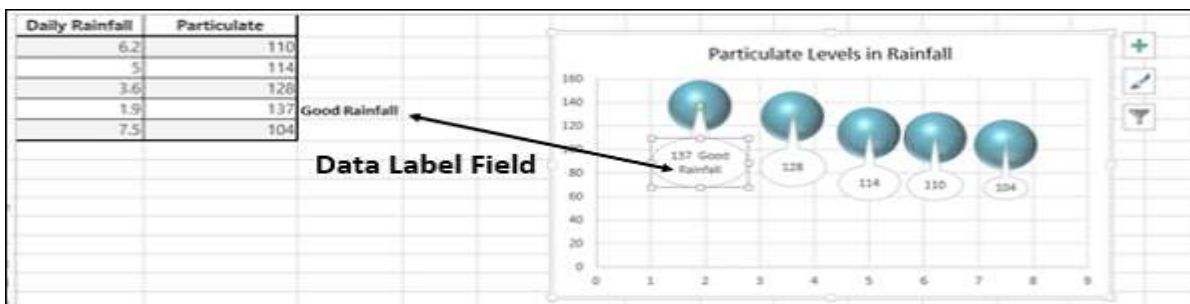 Daily Rainfall Particulate
6.2 110
5 114
3.6 128
1.9 137 Good Rainfall
7.5 104
Data Label Field
Particulate Levels in Rainfall
160
140
120
100
80
60
40
20
0
137 Good
Rainfall
128
114
110
104
0 1 2 3 4 5 6 7 8 9